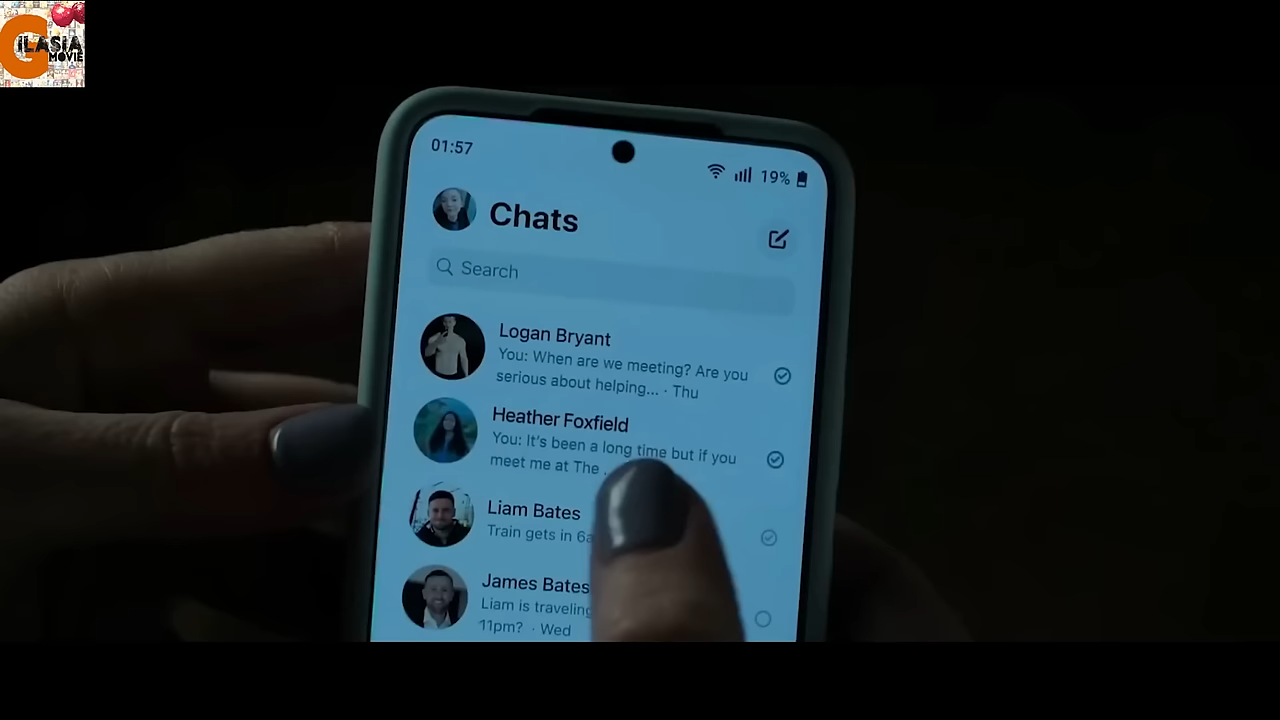 GILASIA
MOVIE
01:57
19%
Chats
Search
Logan Bryant
You: When are we meeting? Are you
serious about helping... · Thu
Heather Foxfield
You: It's been a long time but if you
meet me at The
Liam Bates
Train gets in 6a
James Bates
Liam is traveling
11pm? · Wed